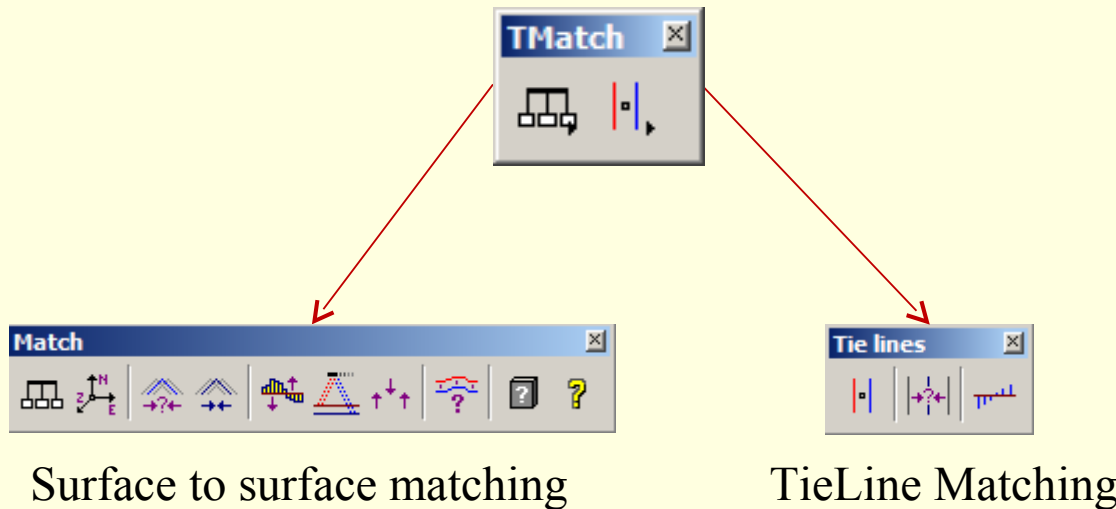 TMatch
Match
Tie lines
Z N E
? ? ? ?
?
Surface to surface matching
TieLine Matching